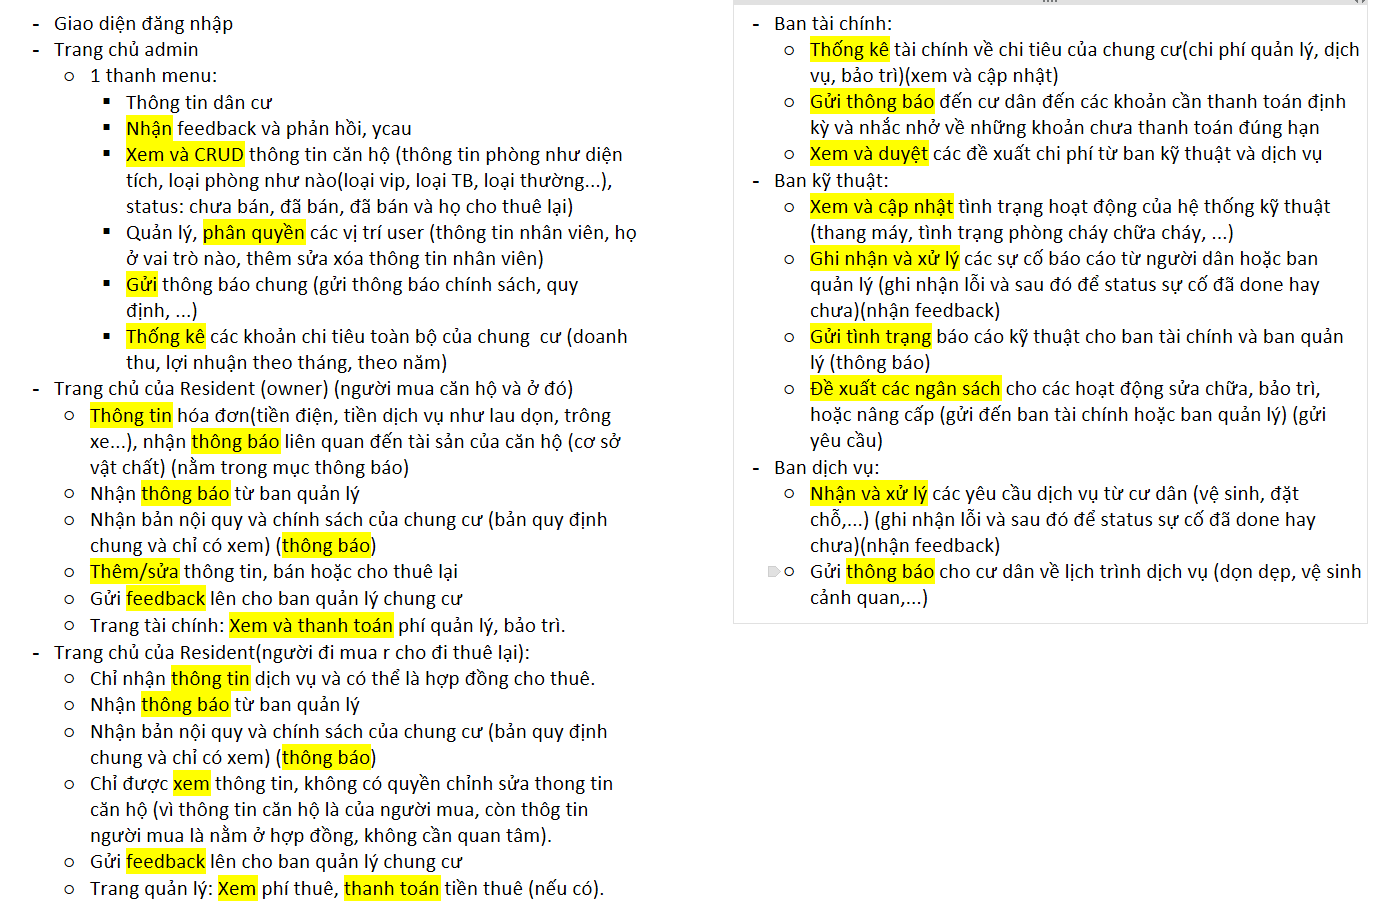 - Giao diện đăng nhập
- Trang chủ admin
o 1 thanh menu:
▪ Thông tin dân cư
▪ Nhận feedback và phản hồi, ycau
▪ Xem và CRUD thông tin căn hộ (thông tin phòng như diện
tích, loại phòng như nào(loại vip, loại TB, loại thường...),
status: chưa bán, đã bán, đã bán và họ cho thuê lại)
▪ Quản lý, phân quyền các vị trí user (thông tin nhân viên, họ
ở vai trò nào, thêm sửa xóa thông tin nhân viên)
▪ Gửi thông báo chung (gửi thông báo chính sách, quy
định, ...)
▪ Thống kê các khoản chi tiêu toàn bộ của chung cư (doanh
thu, lợi nhuận theo tháng, theo năm)
- Trang chủ của Resident (owner) (người mua căn hộ và ở đó)
o Thông tin hóa đơn(tiền điện, tiền dịch vụ như lau dọn, trông
xe...), nhận thông báo liên quan đến tài sản của căn hộ (cơ sở
vật chất) (nằm trong mục thông báo)
o Nhận thông báo từ ban quản lý
o Nhận bản nội quy và chính sách của chung cư (bản quy định
chung và chỉ có xem) (thông báo)
o Thêm/sửa thông tin, bán hoặc cho thuê lại
o Gửi feedback lên cho ban quản lý chung cư
o Trang tài chính: Xem và thanh toán phí quản lý, bảo trì.
- Trang chủ của Resident(người đi mua r cho đi thuê lại):
o Chỉ nhận thông tin dịch vụ và có thể là hợp đồng cho thuê.
o Nhận thông báo từ ban quản lý
o Nhận bản nội quy và chính sách của chung cư (bản quy định
chung và chỉ có xem) (thông báo)
o Chỉ được xem thông tin, không có quyền chỉnh sửa thong tin
căn hộ (vì thông tin căn hộ là của người mua, còn thôg tin
người mua là nằm ở hợp đồng, không cần quan tâm).
o Gửi feedback lên cho ban quản lý chung cư
o Trang quản lý: Xem phí thuê, thanh toán tiền thuê (nếu có).
- Ban tài chính:
o Thống kê tài chính về chi tiêu của chung cư(chi phí quản lý, dịch
vụ, bảo trì)(xem và cập nhật)
o Gửi thông báo đến cư dân đến các khoản cần thanh toán định
kỳ và nhắc nhở về những khoản chưa thanh toán đúng hạn
o Xem và duyệt các đề xuất chi phí từ ban kỹ thuật và dịch vụ
- Ban kỹ thuật:
o Xem và cập nhật tình trạng hoạt động của hệ thống kỹ thuật
(thang máy, tình trạng phòng cháy chữa cháy, ...)
o Ghi nhận và xử lý các sự cố báo cáo từ người dân hoặc ban
quản lý (ghi nhận lỗi và sau đó để status sự cố đã done hay
chưa)(nhận feedback)
o Gửi tình trạng báo cáo kỹ thuật cho ban tài chính và ban quản
lý (thông báo)
o Đề xuất các ngân sách cho các hoạt động sửa chữa, bảo trì,
hoặc nâng cấp (gửi đến ban tài chính hoặc ban quản lý) (gửi
yêu cầu)
- Ban dịch vụ:
o Nhận và xử lý các yêu cầu dịch vụ từ cư dân (vệ sinh, đặt
chỗ,...) (ghi nhận lỗi và sau đó để status sự cố đã done hay
chưa)(nhận feedback)
o Gửi thông báo cho cư dân về lịch trình dịch vụ (dọn dẹp, vệ sinh
cảnh quan,...)